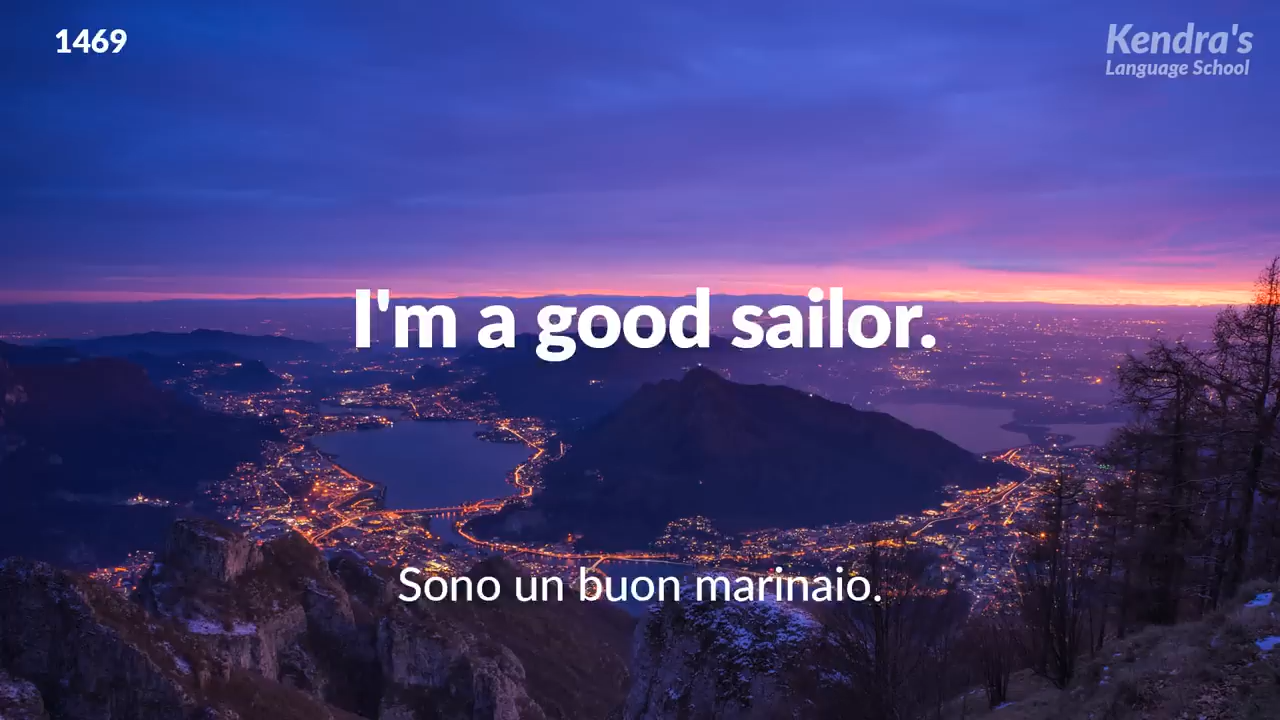 1469
Kendra's
Language School
I'm a good sailor.
Sono un buon marinaio.